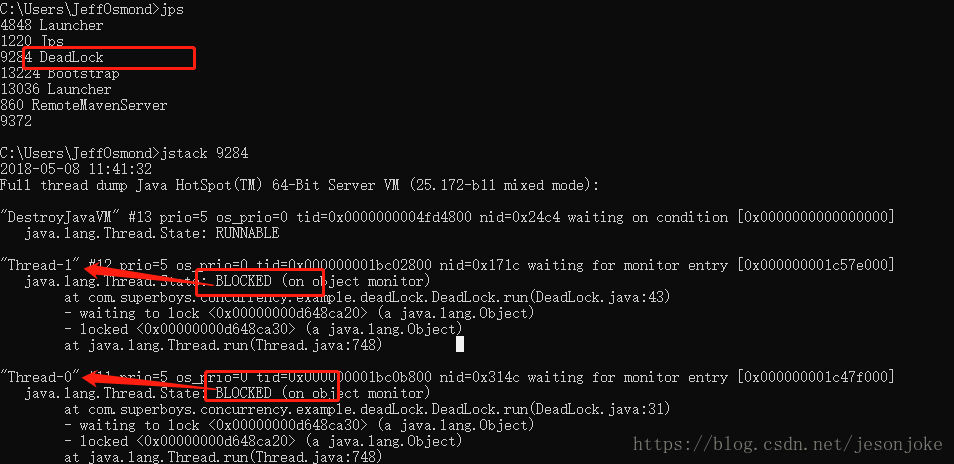 C:\Users\JeffOsmond>jps
4848 Launcher
1220 Jps
9284 DeadLock
13224 Bootstrap
13036 Launcher
860 RemoteMavenServer
9372
C:\Users\JeffOsmond>jstack 9284
2018-05-08 11:41:32
Full thread dump Java HotSpot(TM) 64-Bit Server VM (25.172-b11 mixed mode):
"DestroyJavaVM" #13 prio=5 os_prio=0 tid=0x0000000004fd4800 nid=0x24c4 waiting on condition [0x0000000000000000]
java.lang.Thread.State: RUNNABLE
"Thread-1" #12 prio=5 os_prio=0 tid=0x000000001bc02800 nid=0x171c waiting for monitor entry [0x000000001c57e000]
java.lang.Thread.State: BLOCKED (on object monitor)
at com.superboys.concurrency.example.deadLock.DeadLock.run(DeadLock.java:43)
- waiting to lock <0x00000000d648ca20> (a java.lang.Object)
- locked <0x00000000d648ca30> (a java.lang.Object)
at java.lang.Thread.run(Thread.java:748)
"Thread-0" #11 prio=5 os_prio=0 tid=0x000000001bc0b800 nid=0x314c waiting for monitor entry [0x000000001c47f000]
java.lang.Thread.State: BLOCKED (on object monitor)
at com.superboys.concurrency.example.deadLock.DeadLock.run(DeadLock.java:31)
- waiting to lock <0x00000000d648ca30> (a java.lang.Object)
- locked <0x00000000d648ca20> (a java.lang.Object)
at java.lang.Thread.run(Thread.java:748)
https://blog.csdn.net/jesonjoke